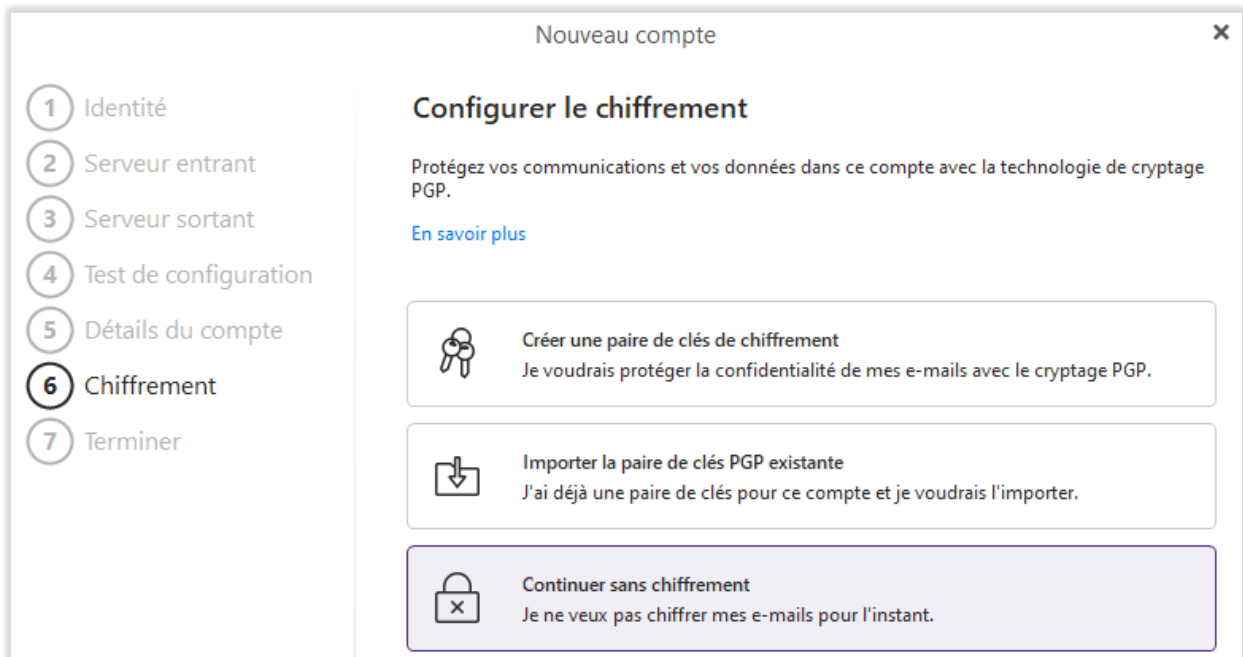 Nouveau compte
1 Identité
2 Serveur entrant
3 Serveur sortant
4 Test de configuration
5 Détails du compte
6 Chiffrement
7 Terminer
Configurer le chiffrement
Protégez vos communications et vos données dans ce compte avec la technologie de cryptage
PGP.
En savoir plus
Créer une paire de clés de chiffrement
Je voudrais protéger la confidentialité de mes e-mails avec le cryptage PGP.
Importer la paire de clés PGP existante
J'ai déjà une paire de clés pour ce compte et je voudrais l'importer.
Continuer sans chiffrement
Je ne veux pas chiffrer mes e-mails pour l'instant.